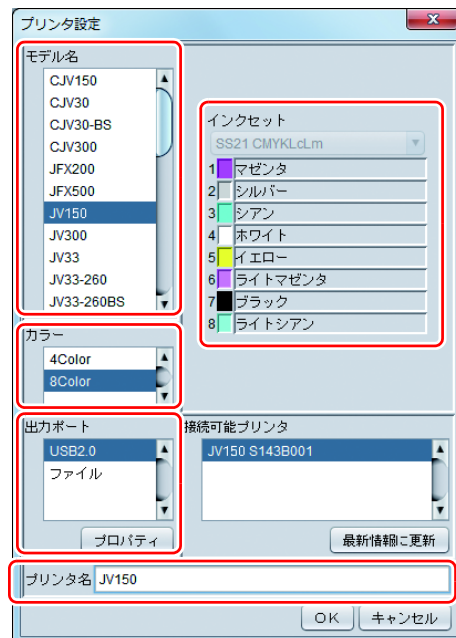 プリンタ設定
モデル名
CJV150
CJV30
CJV30-BS
CJV300
JFX200
JFX500
JV150
JV300
JV33
JV33-260
JV33-260BS
インクセット
SS21 CMYKLcLm
1 マゼンタ
2 シルバー
3 シアン
4 ホワイト
5 イエロー
6 ライトマゼンタ
7 ブラック
8 ライトシアン
カラー
4Color
8Color
出力ポート
USB2.0
ファイル
プロパティ
接続可能プリンタ
JV150 S143B001
最新情報に更新
プリンタ名 JV150
OK
キャンセル